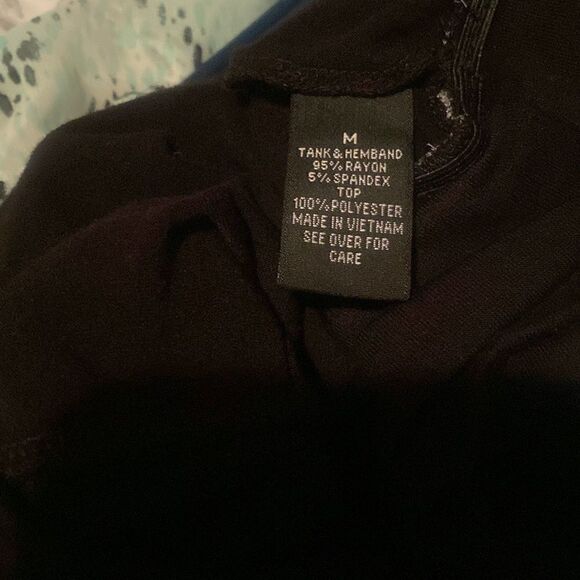 M
TANK & HEMBAND
95% RAYON
5% SPANDEX
TOP
100% POLYESTER
MADE IN VIETNAM
SEE OVER FOR
CARE